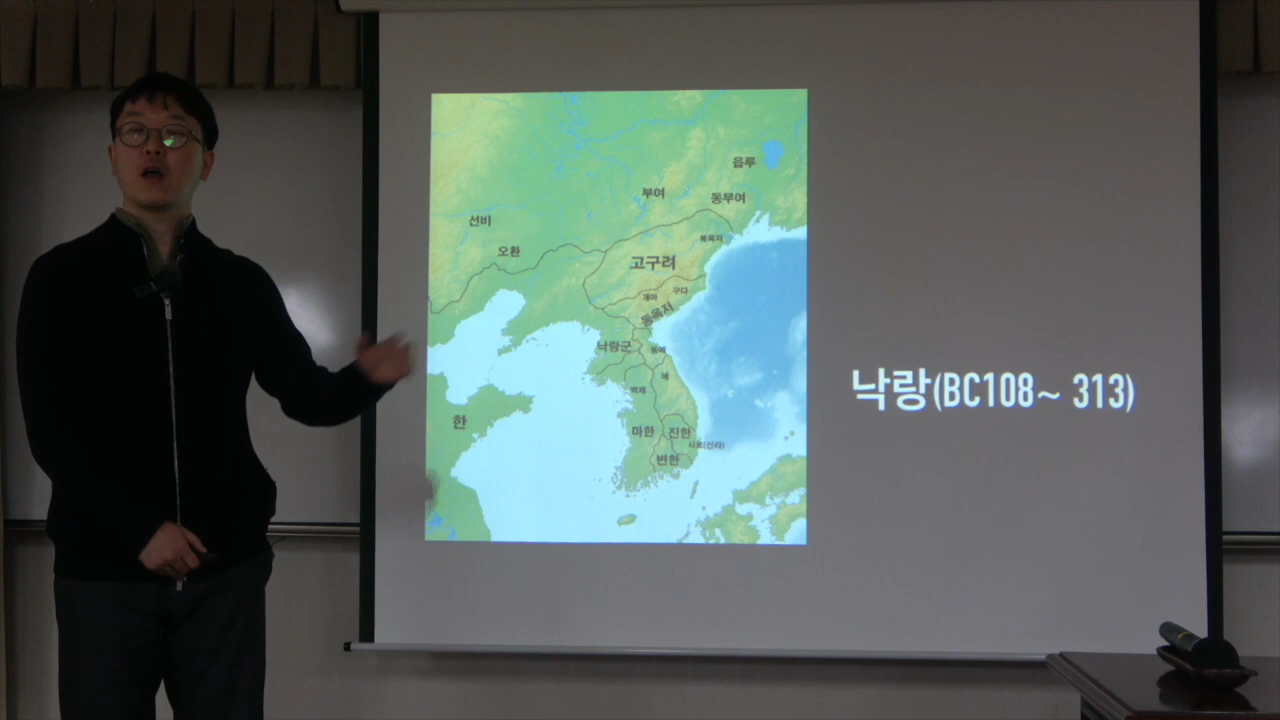 읍루
부여
동부여
선비
북옥저
오환
고구려
구다
개마
동옥저
낙랑군
동예
예
낙랑(BC108~ 313)
백제
한
마한
진한
사로(신라)
변한